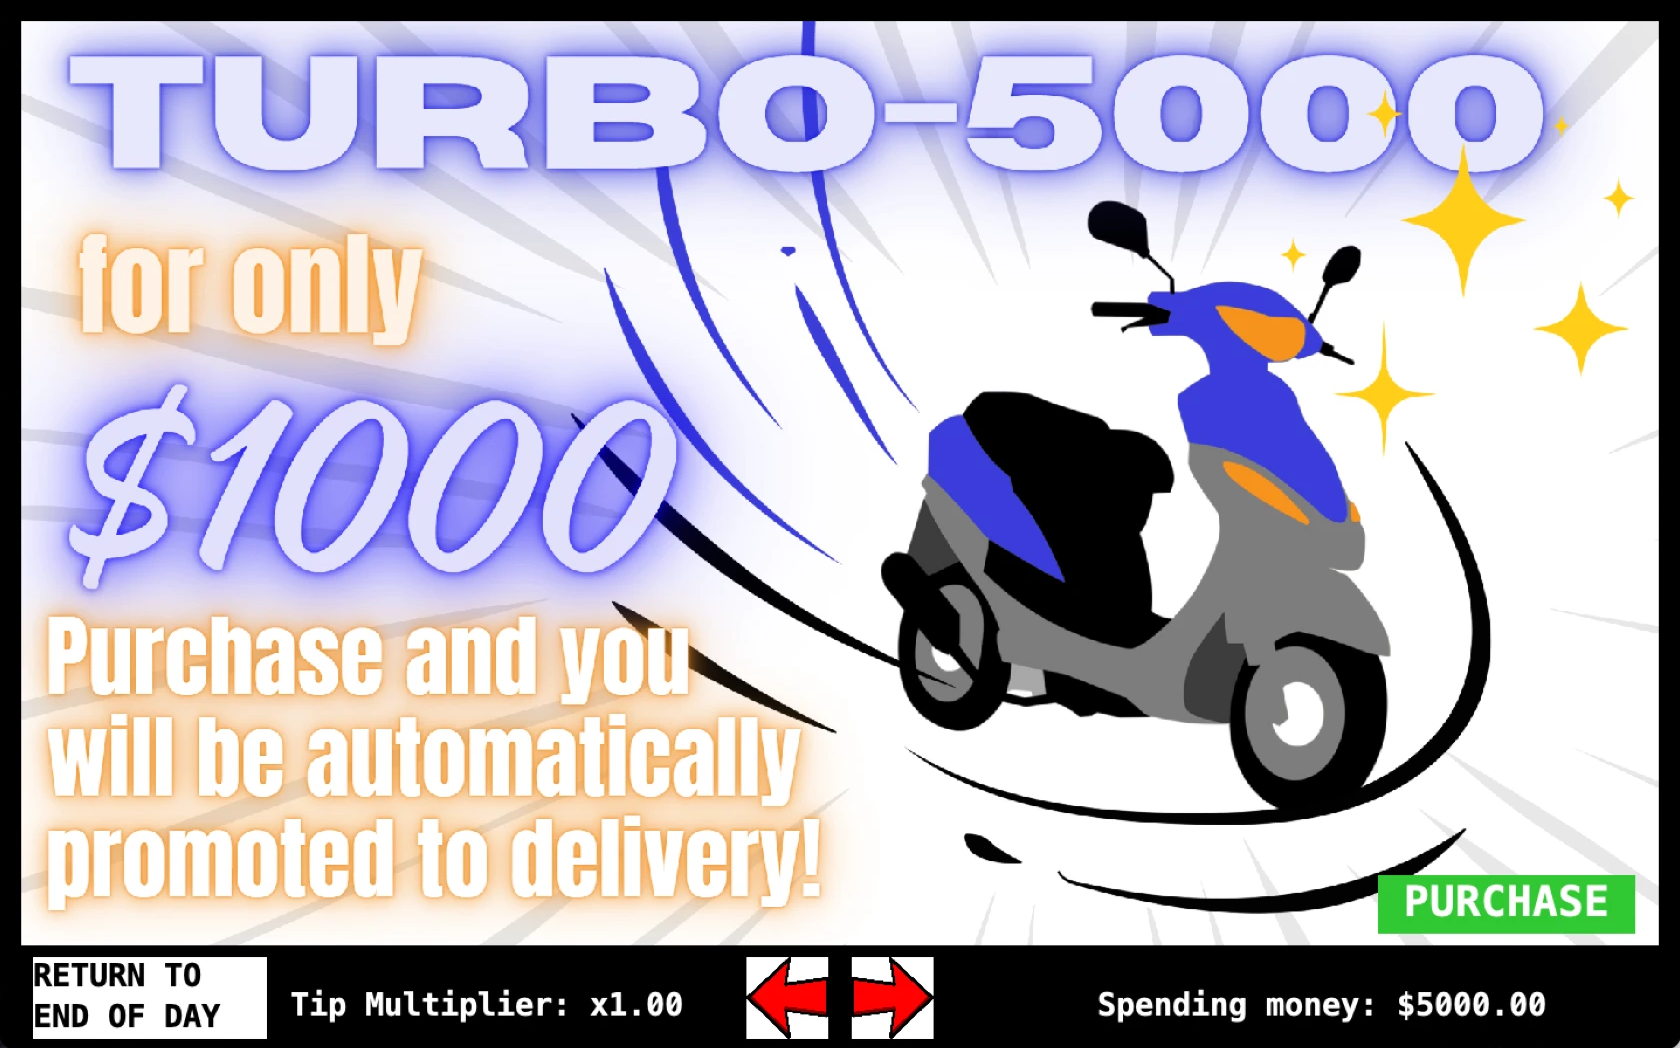 TURBO-5000
for only
$1000
Purchase and you
will be automatically
promoted to delivery!
PURCHASE
RETURN TO
END OF DAY
Tip Multiplier: x1.00
Spending money: $5000.00